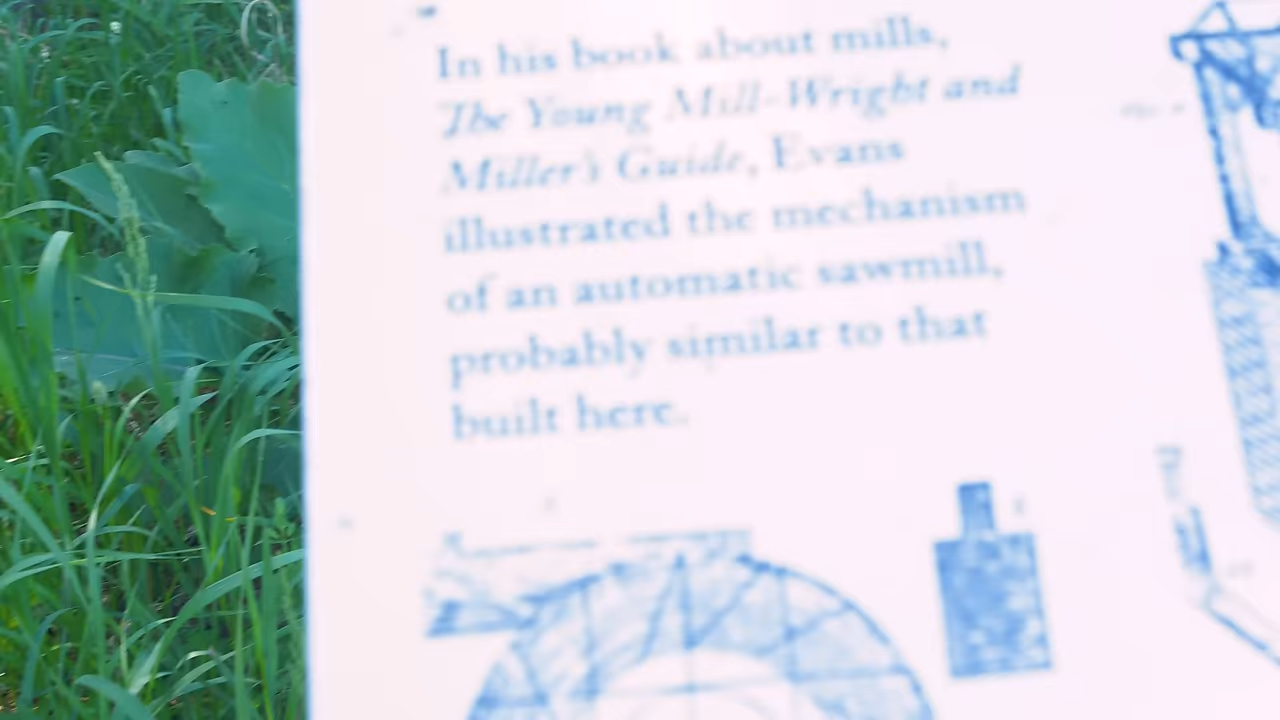 In his book about mills,
The Young Mill-Wright and
Miller's Guide, Evans
illustrated the mechanism
of an automatic sawmill,
probably similar to that
built here.